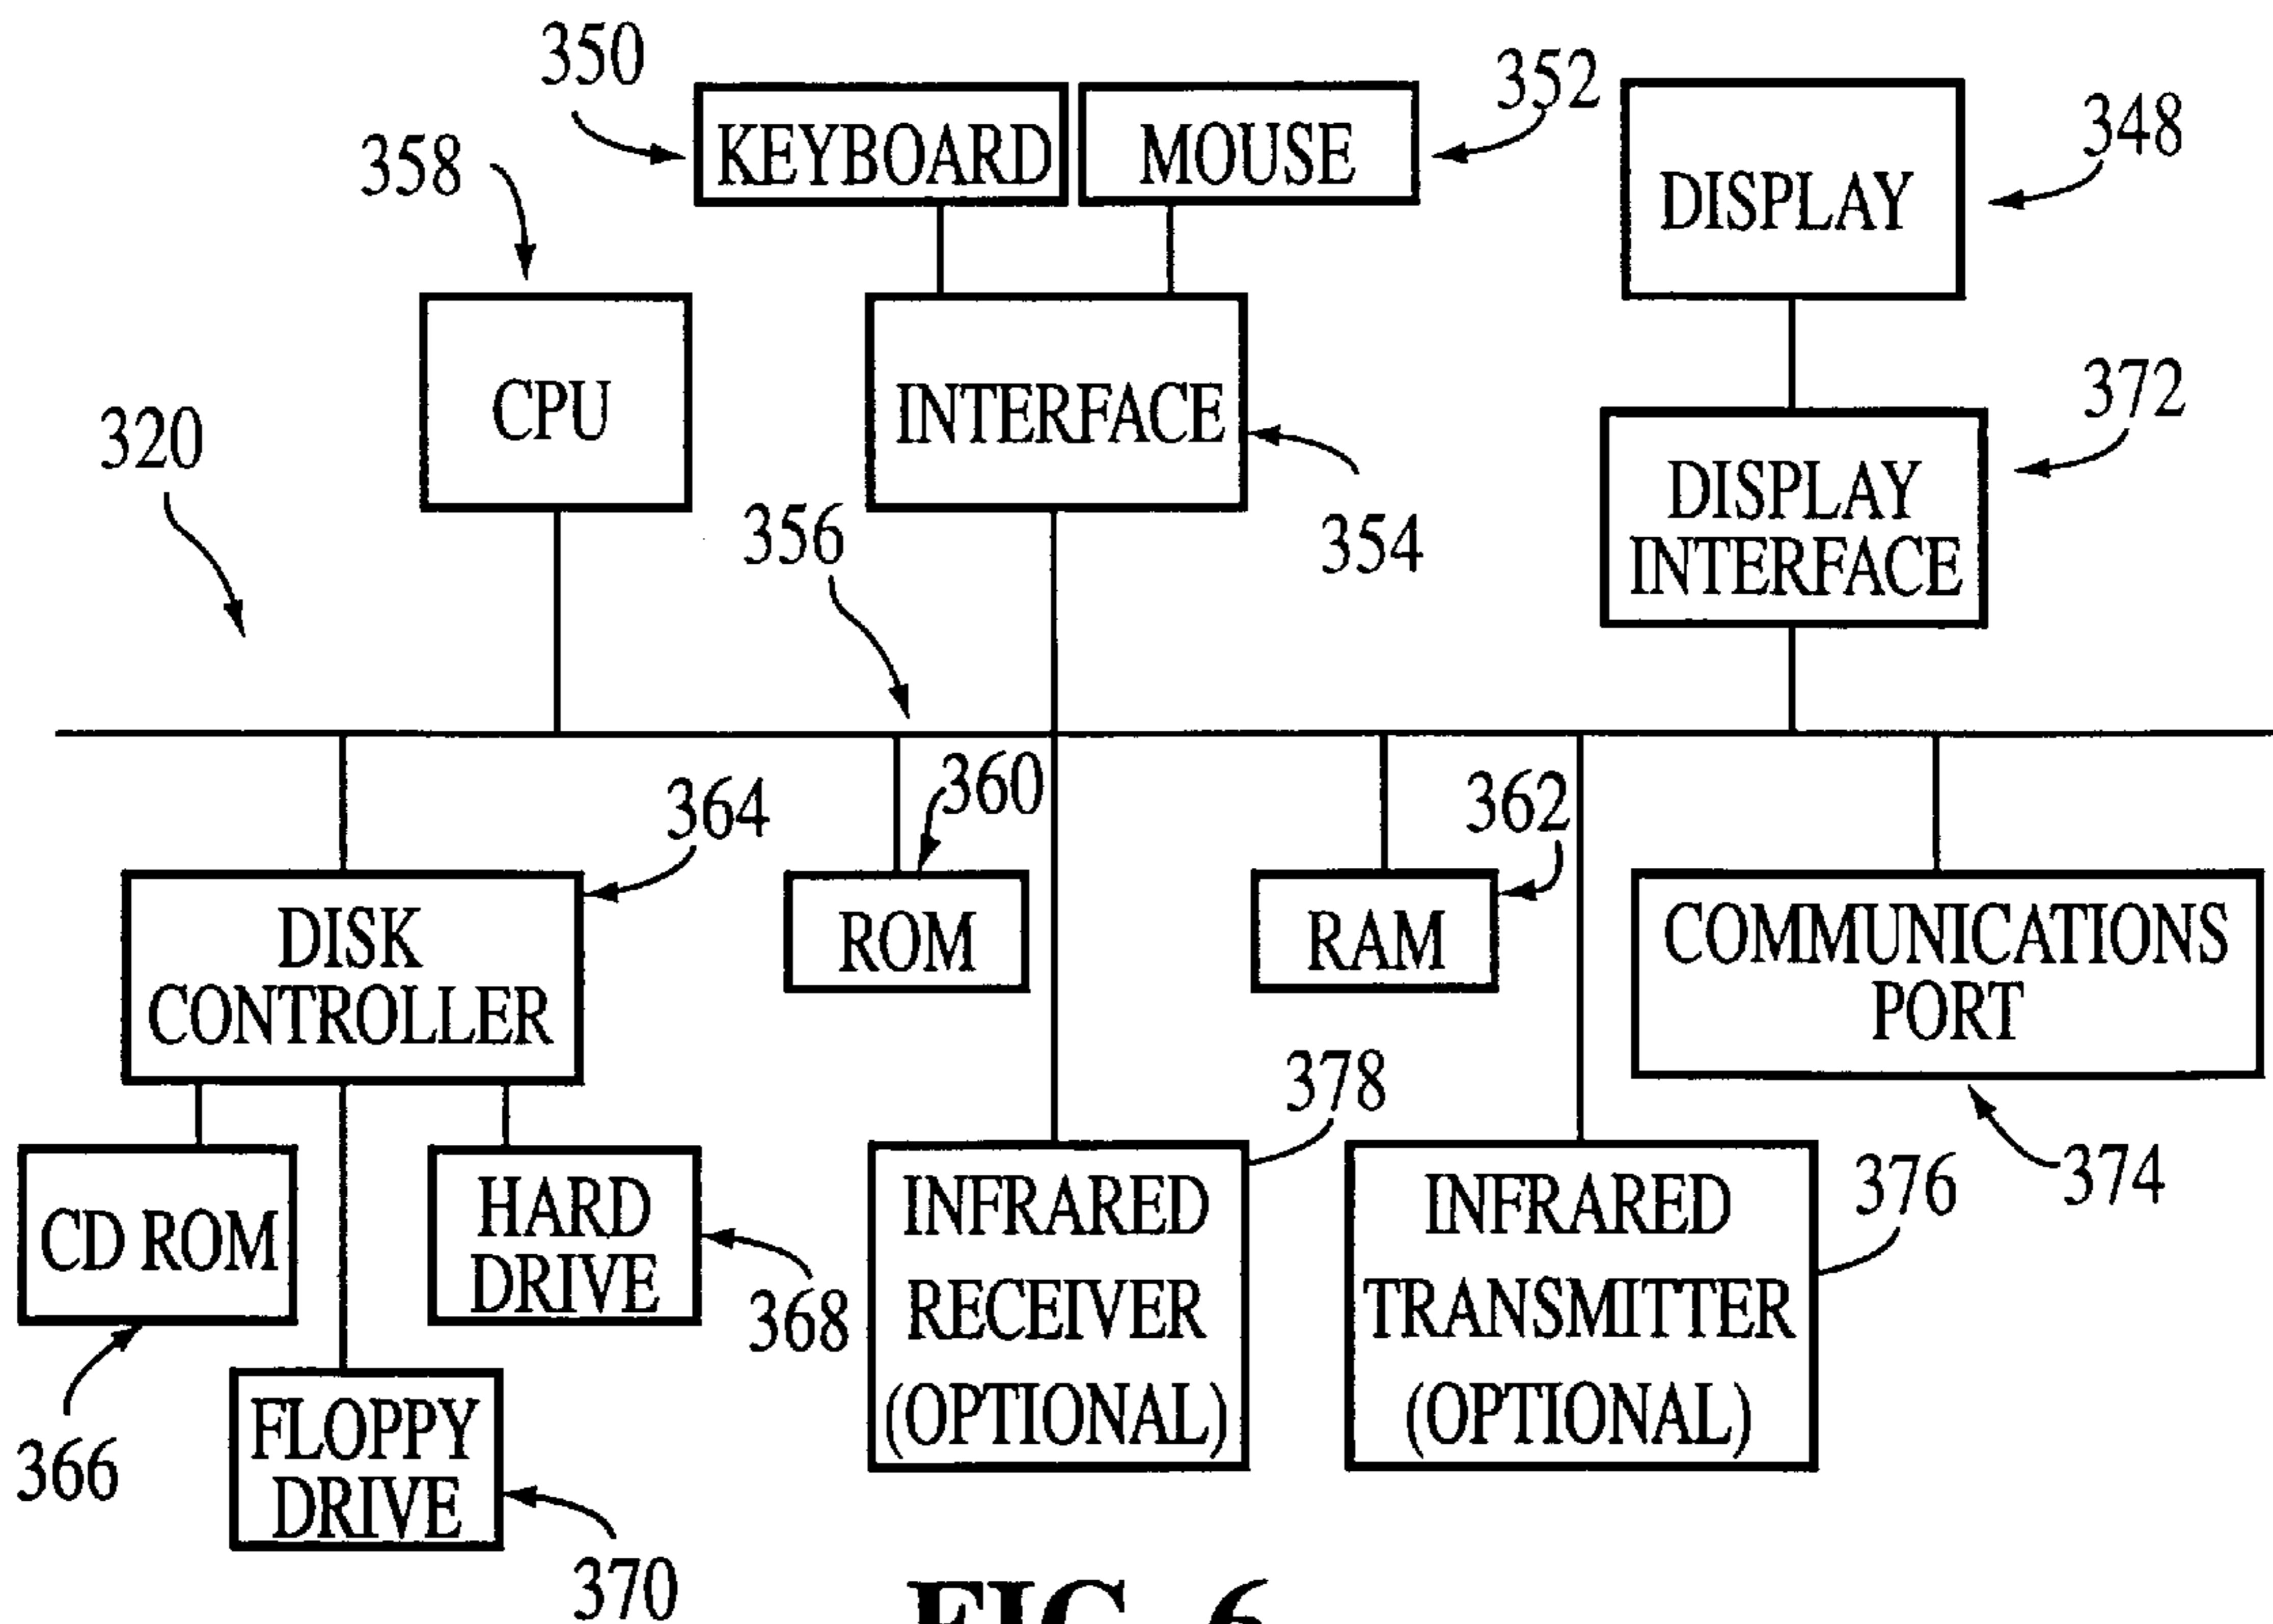 350
KEYBOARD
MOUSE
352
DISPLAY
348
358
CPU
INTERFACE
354
372
DISPLAY
INTERFACE
320
356
364
360
362
DISK
CONTROLLER
ROM
RAM
COMMUNICATIONS
PORT
374
CD ROM
366
HARD
DRIVE
368
FLOPPY
DRIVE
370
378
INFRARED
RECEIVER
(OPTIONAL)
376
INFRARED
TRANSMITTER
(OPTIONAL)
FIG. 6